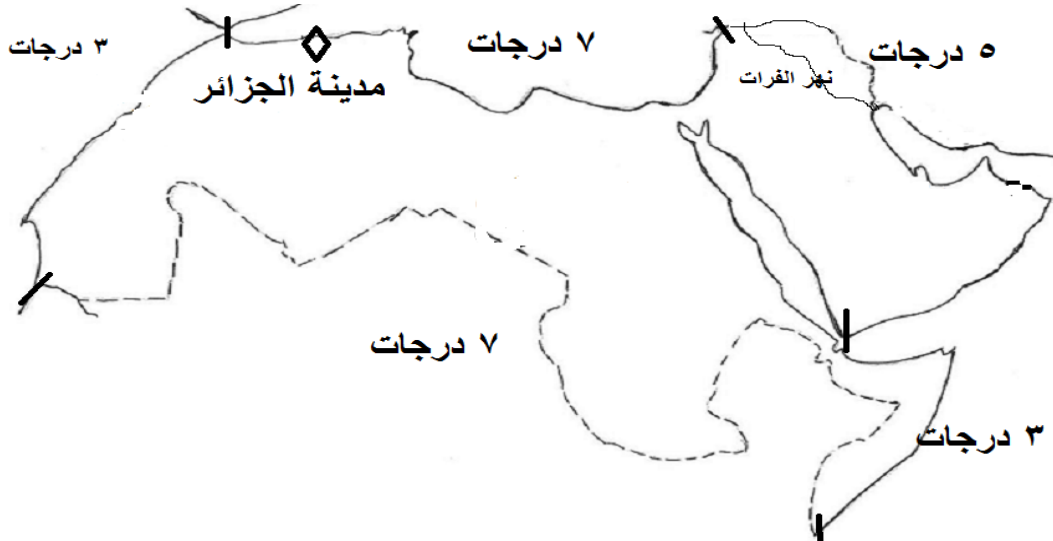 ٣ درجات
٧ درجات
٥ درجات
نهر الفرات
مدينة الجزائر
٧ درجات
٣ درجات